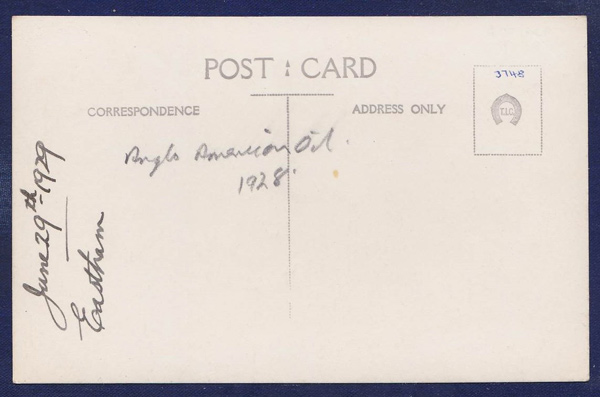 POST CARD
3748
T.I.C.
CORRESPONDENCE
ADDRESS ONLY
Anglo American Oil.
1928.
June 29th 1929
Eastham